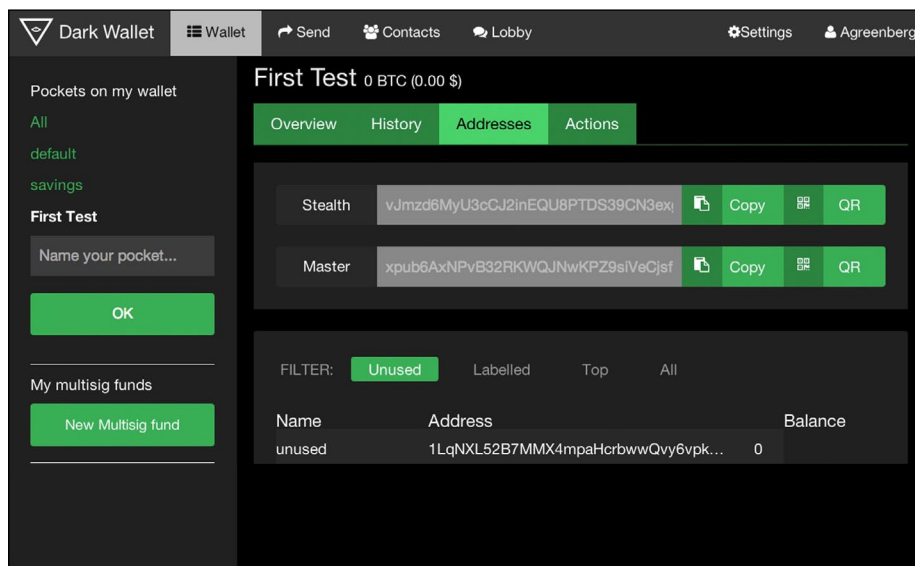 Dark Wallet Wallet Send Contacts Lobby Settings Agreenberg
Pockets on my wallet
All
default
savings
First Test
Name your pocket...
OK
My multisig funds
New Multisig fund
First Test 0 BTC (0.00 $)
Overview History Addresses Actions
Stealth vJmzd6MyU3cCJ2inEQU8PTDS39CN3ex Copy QR
Master xpub6AxNPvB32RKWQJNwKPZ9siVeCjsf Copy QR
FILTER: Unused Labelled Top All
Name Address Balance
unused 1LqNXL52B7MMX4mpaHcrbwwQvy6vpk... 0